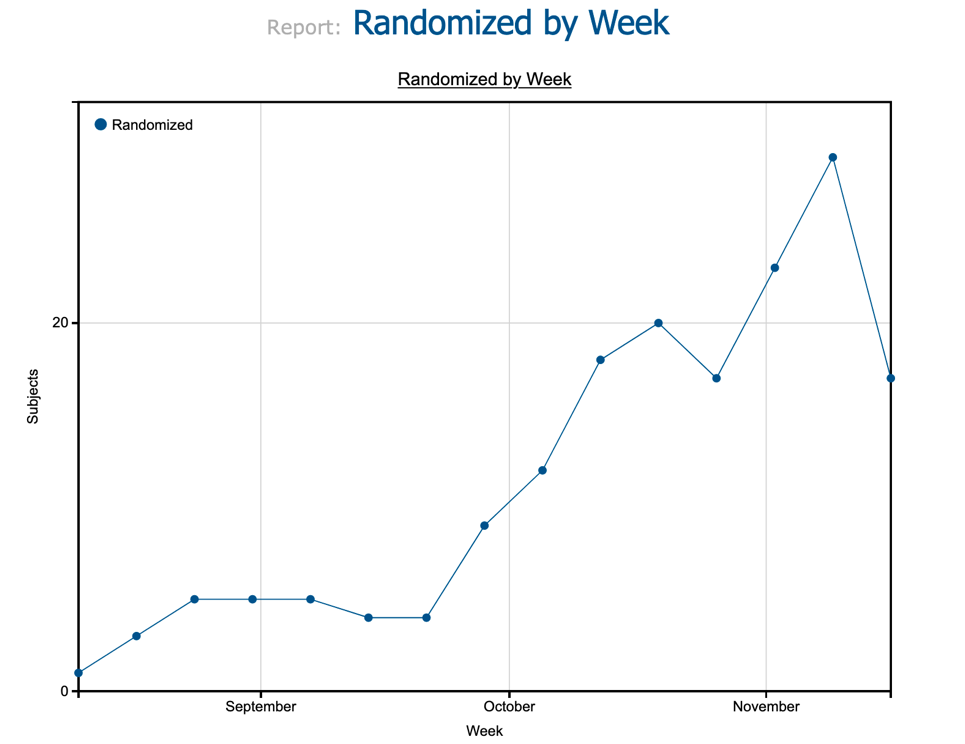 Report: Randomized by Week
Randomized by Week
Randomized
20
Subjects
0
September October November
Week